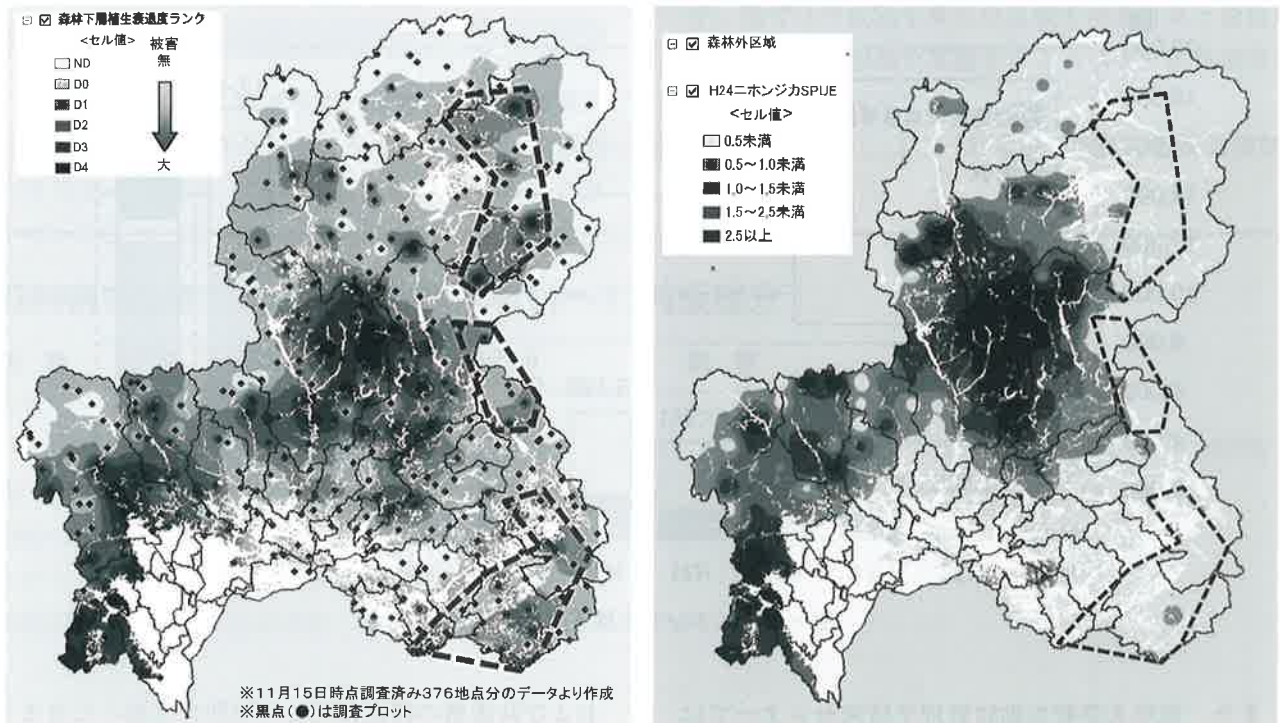 森林下層植生衰退度ランク
<セル値>
被害
無
ND
D0
D1
D2
D3
D4
大
※11月15日時点調査済み376地点分のデータより作成
※黒点(●)は調査プロット
森林外区域
H24ニホンジカSPUE
<セル値>
0.5未満
0.5～1.0未満
1.0～1.5未満
1.5～2.5未満
2.5以上